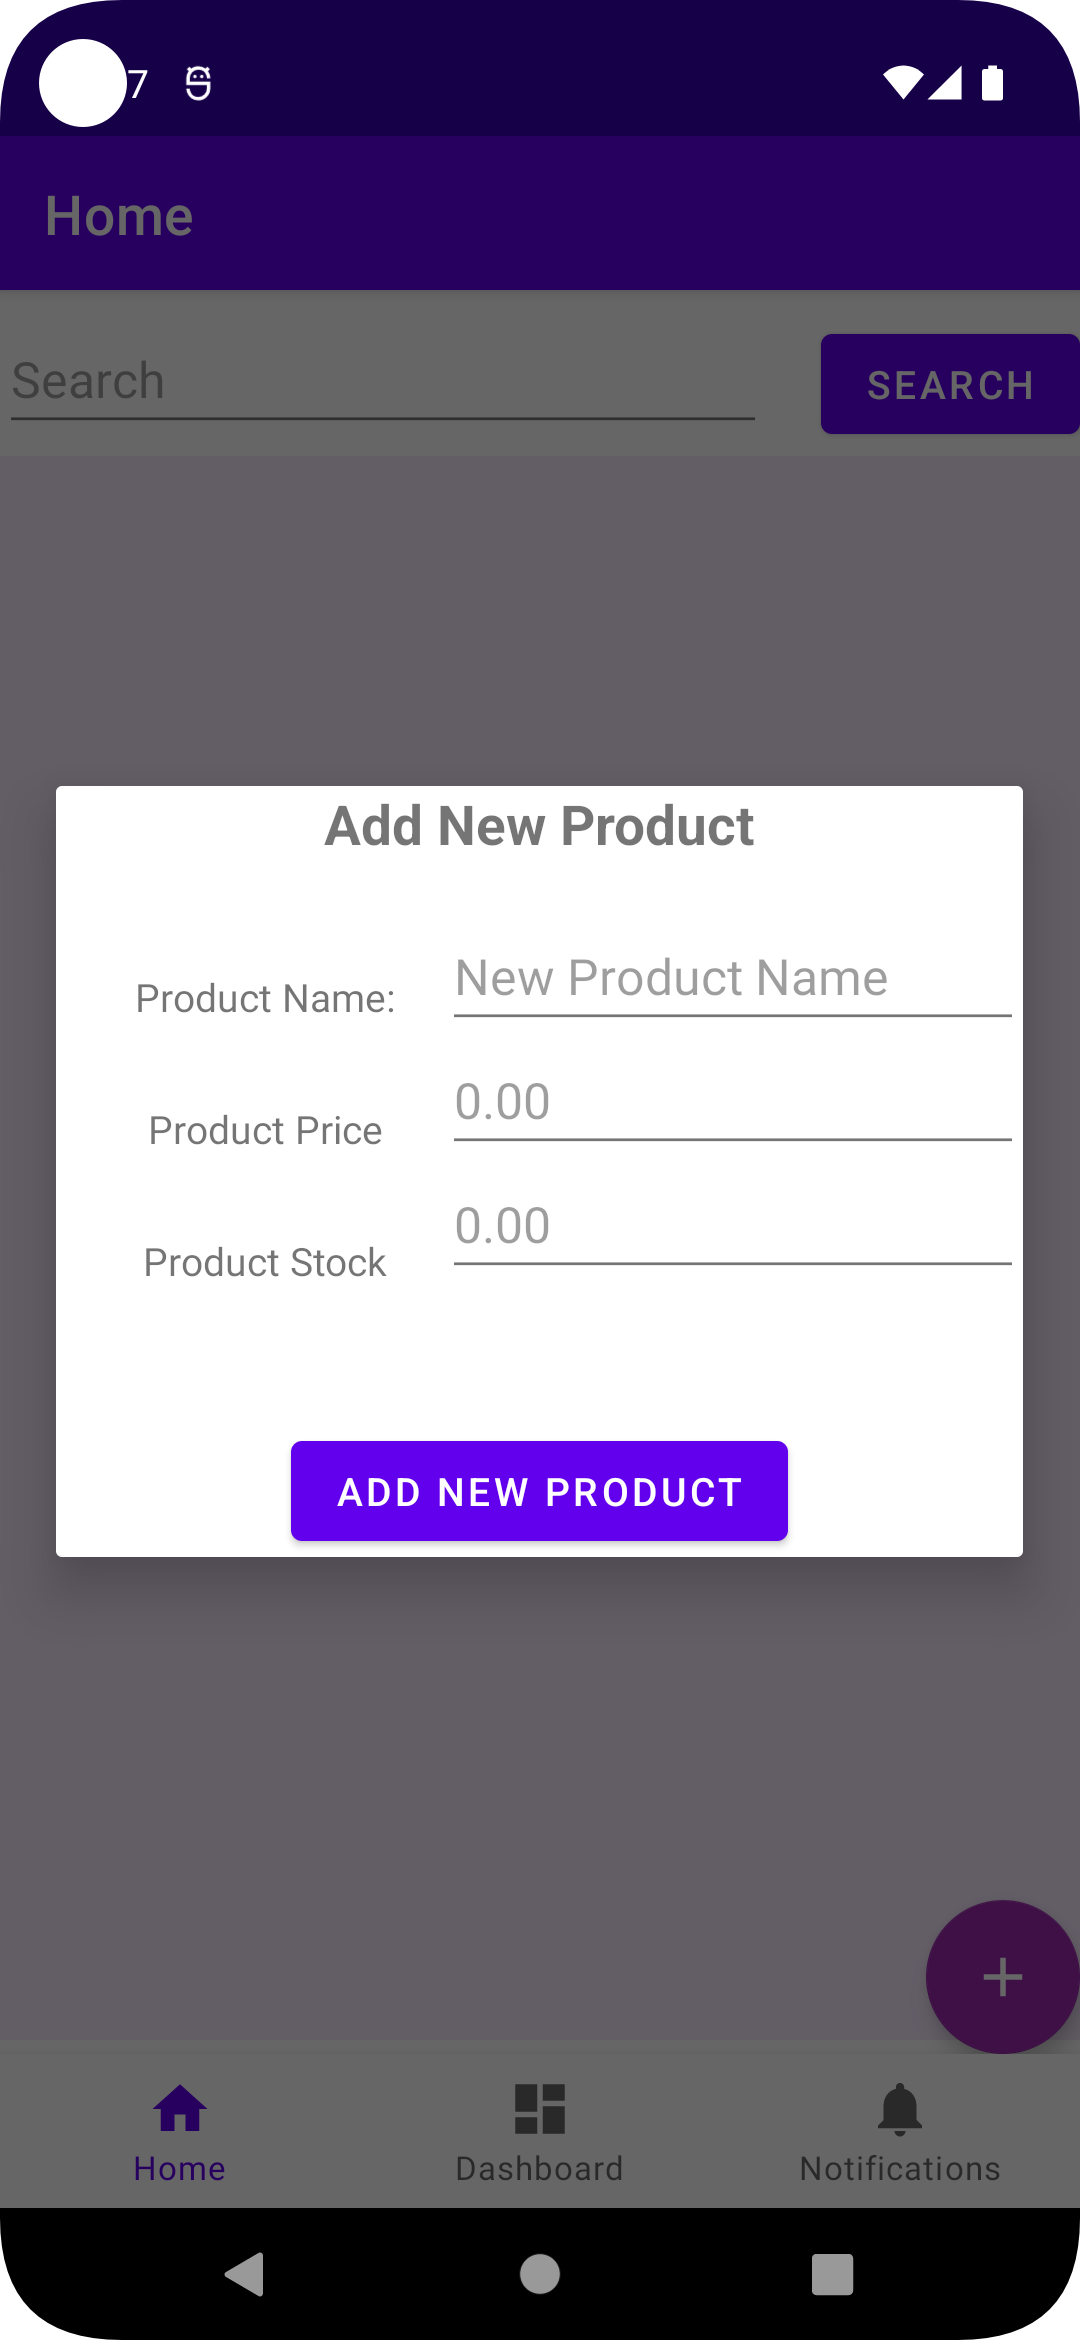 7
Home
Search
SEARCH
Add New Product
Product Name:
New Product Name
Product Price
0.00
Product Stock
0.00
ADD NEW PRODUCT
Home
Dashboard
Notifications